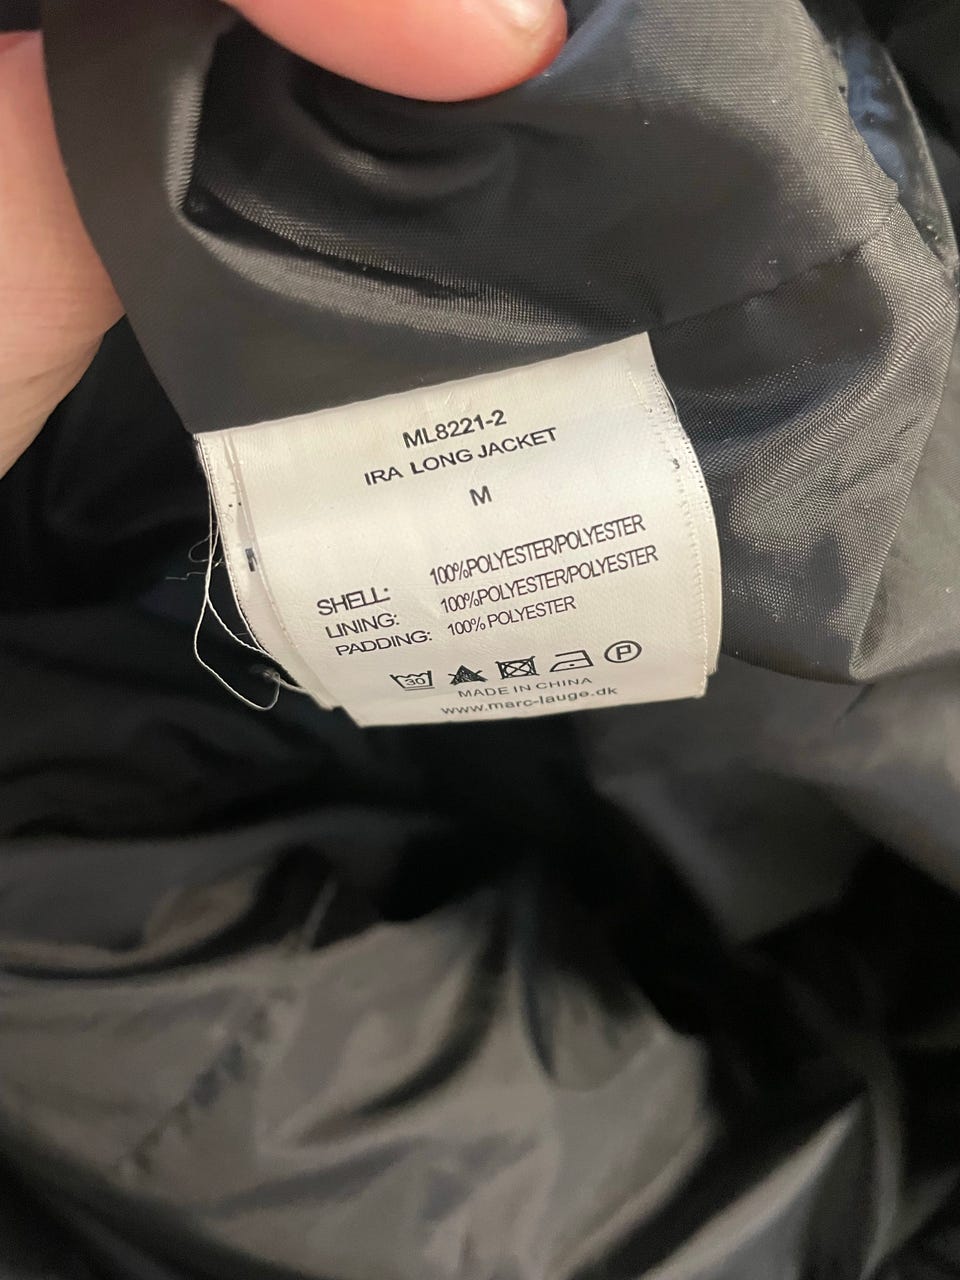 ML8221-2
IRA LONG JACKET
M
SHELL: 100%POLYESTER/POLYESTER
LINING: 100%POLYESTER/POLYESTER
PADDING: 100% POLYESTER
30 P
MADE IN CHINA
www.marc-lauge.dk